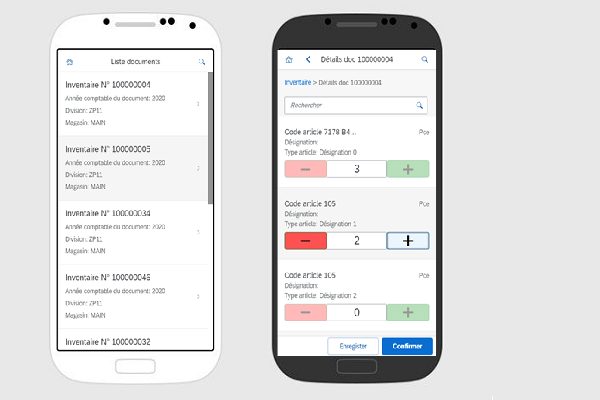 Liste documents
Inventaire N° 100000004
Année comptable du document: 2020
Division: ZP11
Magasin: MAIN
Inventaire N° 100000005
Année comptable du document: 2020
Division: ZP11
Magasin: MAIN
Inventaire N° 100000034
Année comptable du document: 2020
Division: ZP11
Magasin: MAIN
Inventaire N° 100000046
Année comptable du document: 2020
Division: ZP11
Magasin: MAIN
Inventaire N° 100000032
Détails doc 100000004
Inventaire > Détails doc 100000004
Rechercher
Code article 7178 B4 ... Pce
Désignation:
Type article: Désignation 0
− 3 +
Code article 105 Pce
Désignation:
Type article: Désignation 1
− 2 +
Code article 105 Pce
Désignation:
Type article: Désignation 2
− 0 +
Enregister Confirmer